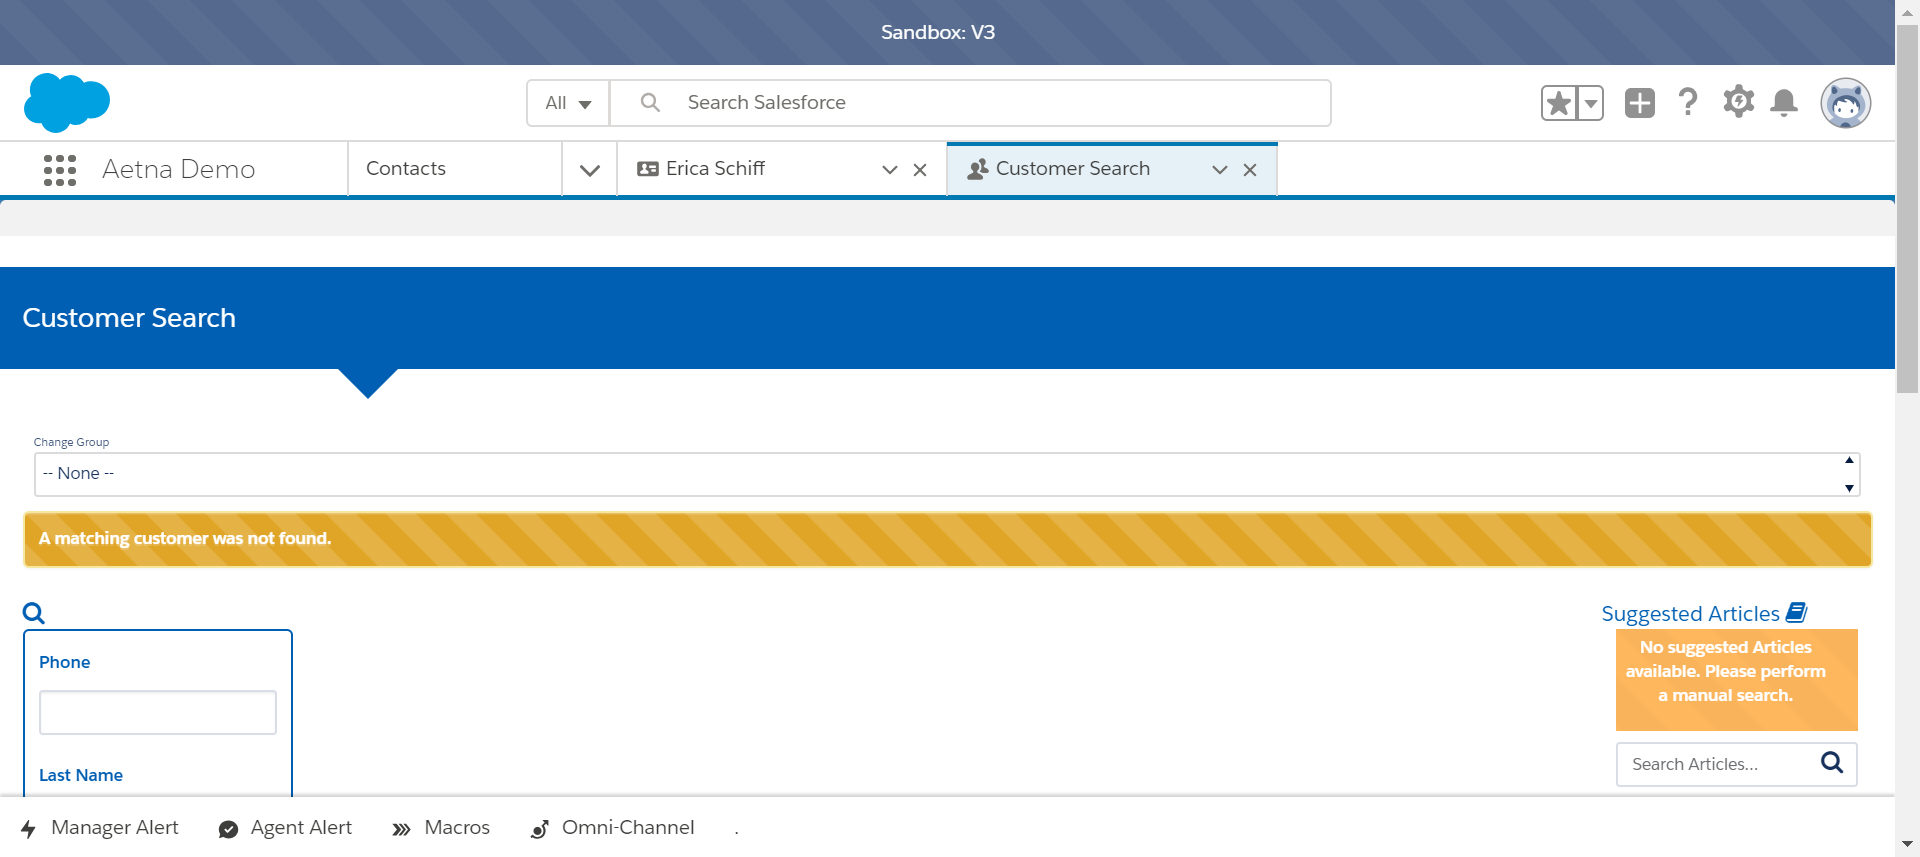 Sandbox: V3
All
Search Salesforce
Aetna Demo
Contacts
Erica Schiff
Customer Search
Customer Search
Change Group
-- None --
A matching customer was not found.
Suggested Articles
Phone
No suggested Articles
available. Please perform
a manual search.
Last Name
Search Articles...
Manager Alert
Agent Alert
Macros
Omni-Channel
.